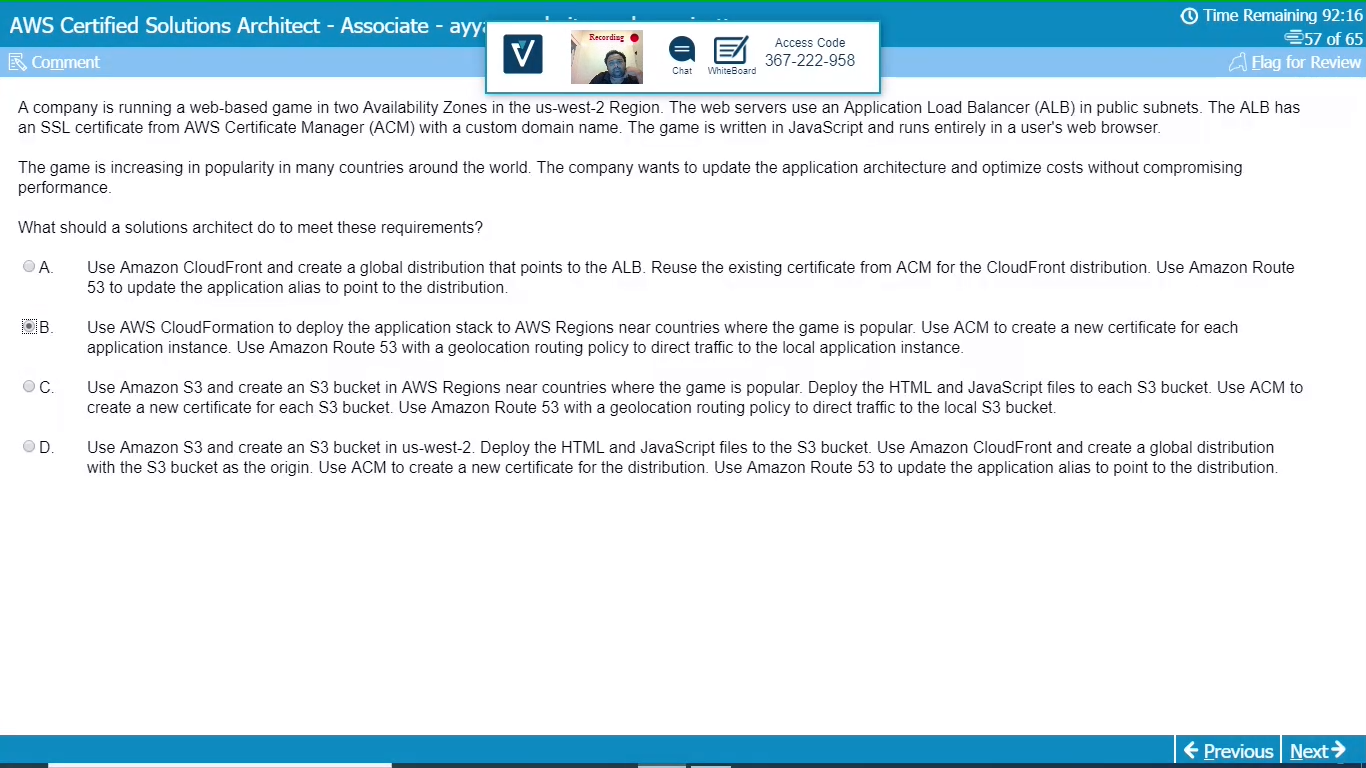 AWS Certified Solutions Architect - Associate -
Time Remaining 92:16
57 of 65
Comment
Flag for Review
Recording
Chat
WhiteBoard
Access Code
367-222-958
A company is running a web-based game in two Availability Zones in the us-west-2 Region. The web servers use an Application Load Balancer (ALB) in public subnets. The ALB has
an SSL certificate from AWS Certificate Manager (ACM) with a custom domain name. The game is written in JavaScript and runs entirely in a user's web browser.
The game is increasing in popularity in many countries around the world. The company wants to update the application architecture and optimize costs without compromising
performance.
What should a solutions architect do to meet these requirements?
A. Use Amazon CloudFront and create a global distribution that points to the ALB. Reuse the existing certificate from ACM for the CloudFront distribution. Use Amazon Route
53 to update the application alias to point to the distribution.
B. Use AWS CloudFormation to deploy the application stack to AWS Regions near countries where the game is popular. Use ACM to create a new certificate for each
application instance. Use Amazon Route 53 with a geolocation routing policy to direct traffic to the local application instance.
C. Use Amazon S3 and create an S3 bucket in AWS Regions near countries where the game is popular. Deploy the HTML and JavaScript files to each S3 bucket. Use ACM to
create a new certificate for each S3 bucket. Use Amazon Route 53 with a geolocation routing policy to direct traffic to the local S3 bucket.
D. Use Amazon S3 and create an S3 bucket in us-west-2. Deploy the HTML and JavaScript files to the S3 bucket. Use Amazon CloudFront and create a global distribution
with the S3 bucket as the origin. Use ACM to create a new certificate for the distribution. Use Amazon Route 53 to update the application alias to point to the distribution.
Previous
Next